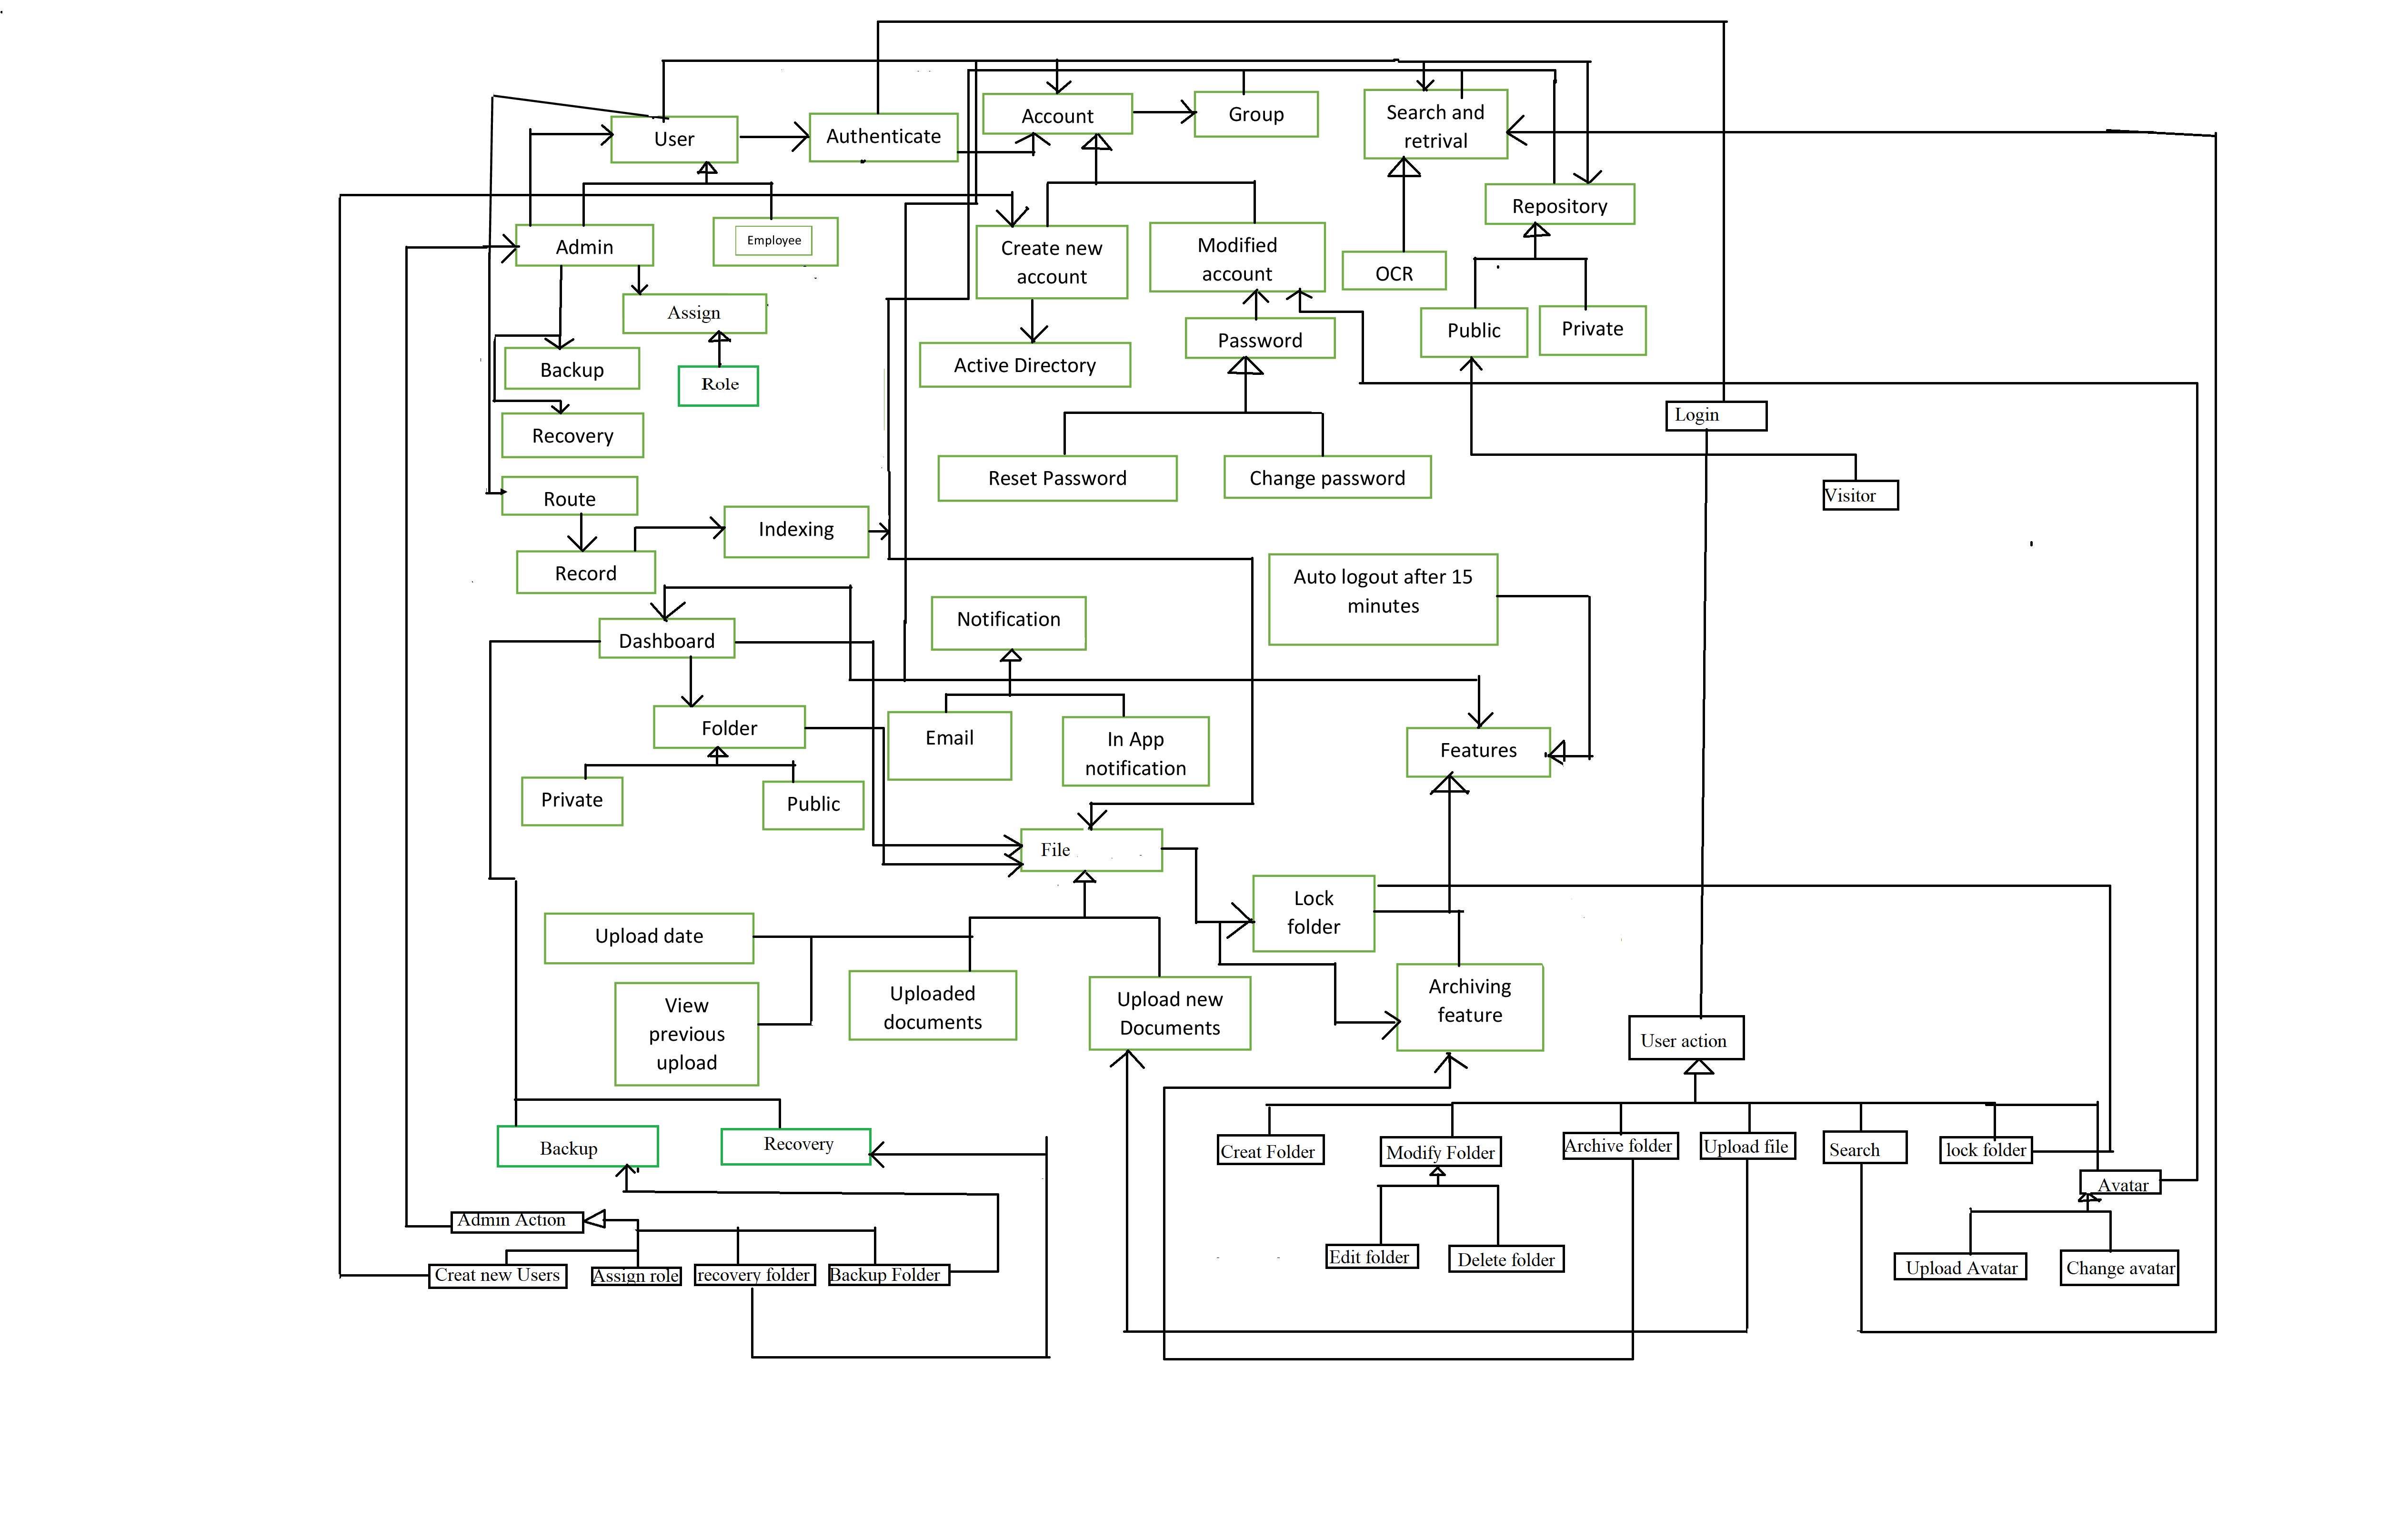 User
Authenticate
Account
Group
Search and
retrival
Repository
Admin
Employee
Create new
account
Modified
account
OCR
Assign
Active Directory
Password
Public
Private
Backup
Role
Login
Recovery
Reset Password
Change password
Visitor
Route
Indexing
Record
Auto logout after 15
minutes
Notification
Dashboard
Folder
Email
In App
notification
Features
Private
Public
File
Lock
folder
Upload date
Uploaded
documents
Upload new
Documents
Archiving
feature
View
previous
upload
User action
Backup
Recovery
Creat Folder
Modify Folder
Archive folder
Upload file
Search
lock folder
Avatar
Admin Action
Edit folder
Delete folder
Upload Avatar
Change avatar
Creat new Users
Assign role
recovery folder
Backup Folder